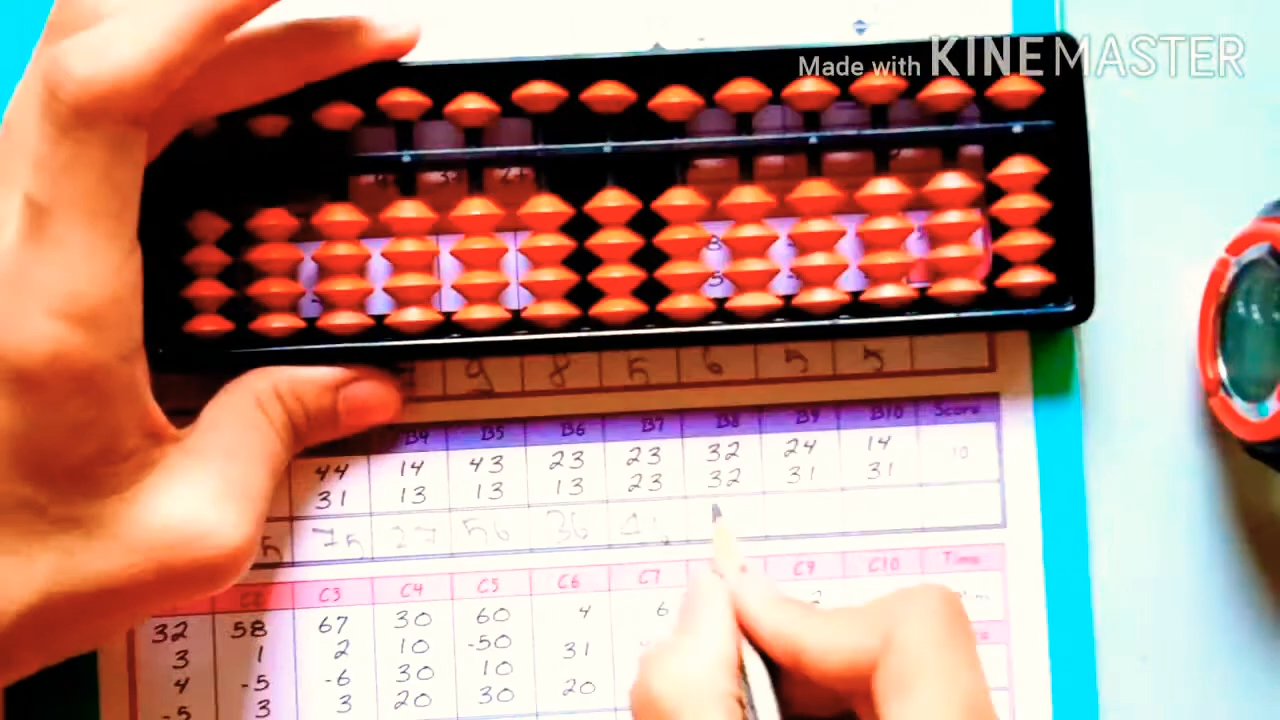 Made with KINEMASTER
9 8 5 6 5 5
B4 B5 B6 B7 B8 B9 B10 Score
44 14 43 23 23 32 24 14 10
31 13 13 13 23 32 31 31
5 75 27 56 36
C2 C3 C4 C5 C6 C7 C9 C10 Time
32 58 67 30 60 4 6
3 1 2 10 -50 31
4 -5 -6 30 10 20
-5 3 3 20 30